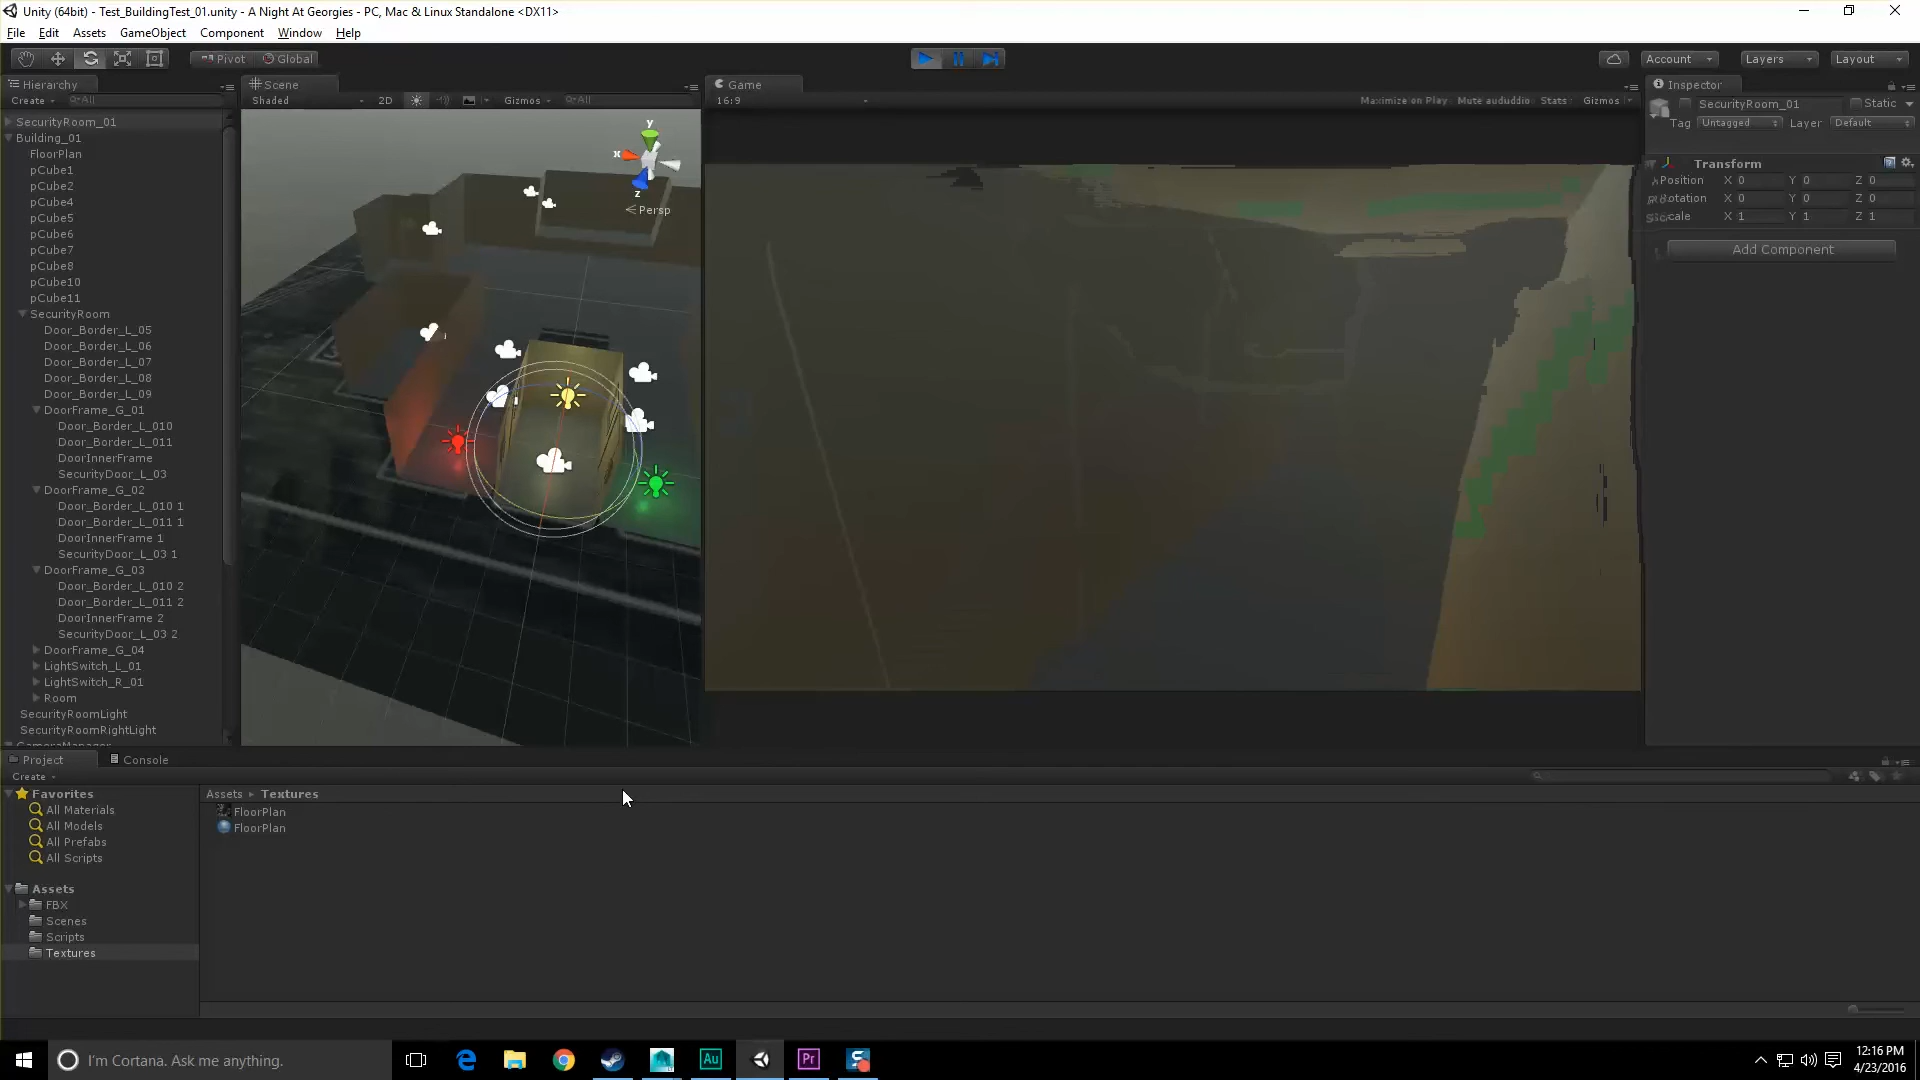 Unity (64bit) - Test_BuildingTest_01.unity - A Night At Georgies - PC, Mac & Linux Standalone <DX11>
File Edit Assets GameObject Component Window Help
Pivot Global Account Layers Layout
Hierarchy Scene Game Inspector
Create All Shaded 2D Gizmos All 16:9 Maximize on Play Stats Gizmos
SecurityRoom_01 Static
Tag Untagged Layer Default
SecurityRoom_01
Building_01
FloorPlan
pCube1
pCube2
pCube4
pCube5
pCube6
pCube7
pCube8
pCube10
pCube11
SecurityRoom
Door_Border_L_05
Door_Border_L_06
Door_Border_L_07
Door_Border_L_08
Door_Border_L_09
DoorFrame_G_01
Door_Border_L_010
Door_Border_L_011
DoorInnerFrame
SecurityDoor_L_03
DoorFrame_G_02
Door_Border_L_010 1
Door_Border_L_011 1
DoorInnerFrame 1
SecurityDoor_L_03 1
DoorFrame_G_03
Door_Border_L_010 2
Door_Border_L_011 2
DoorInnerFrame 2
SecurityDoor_L_03 2
DoorFrame_G_04
LightSwitch_L_01
LightSwitch_R_01
Room
SecurityRoomLight
SecurityRoomRightLight
y
x
z
Persp
Transform
Position X 0 Y 0 Z 0
X 0 Y 0 Z 0
X 1 Y 1 Z 1
Add Component
Project Console
Create
Favorites
All Materials
All Models
All Prefabs
All Scripts
Assets
FBX
Scenes
Scripts
Textures
Assets Textures
FloorPlan
FloorPlan
I'm Cortana. Ask me anything.
Au
Pr
S
12:16 PM
4/23/2016